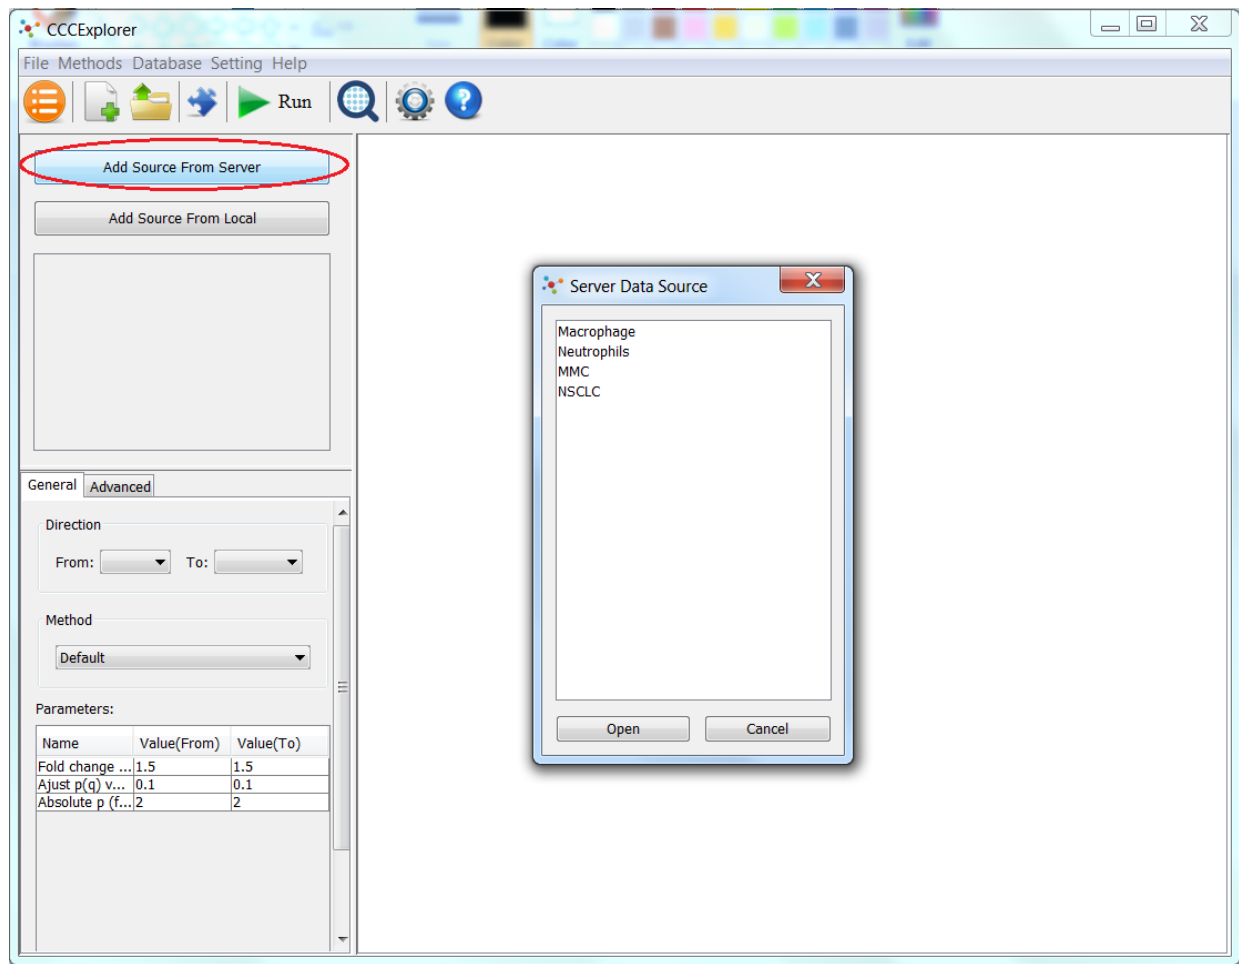 CCCExplorer
File Methods Database Setting Help
Run
Add Source From Server
Add Source From Local
Server Data Source
Macrophage
Neutrophils
MMC
NSCLC
Open Cancel
General Advanced
Direction
From: To:
Method
Default
Parameters:
Name Value(From) Value(To)
Fold change ... 1.5 1.5
Ajust p(q) v... 0.1 0.1
Absolute p (f... 2 2